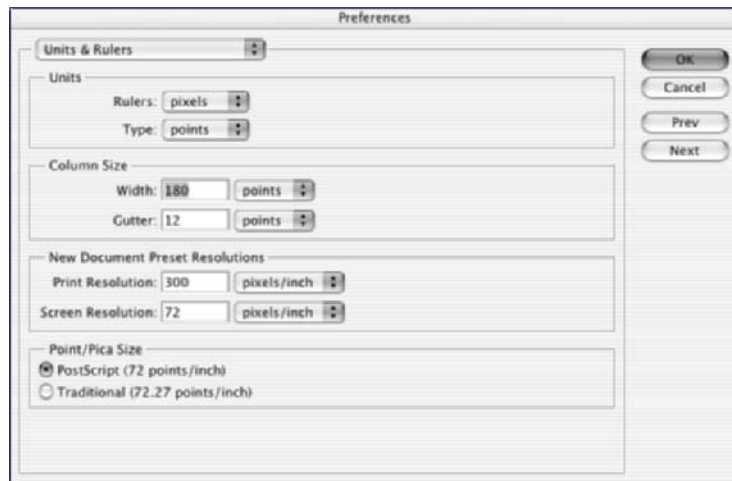 Preferences
Units & Rulers
OK
Cancel
Prev
Next
Units
Rulers: pixels
Type: points
Column Size
Width: 180 points
Gutter: 12 points
New Document Preset Resolutions
Print Resolution: 300 pixels/inch
Screen Resolution: 72 pixels/inch
Point/Pica Size
PostScript (72 points/inch)
Traditional (72.27 points/inch)